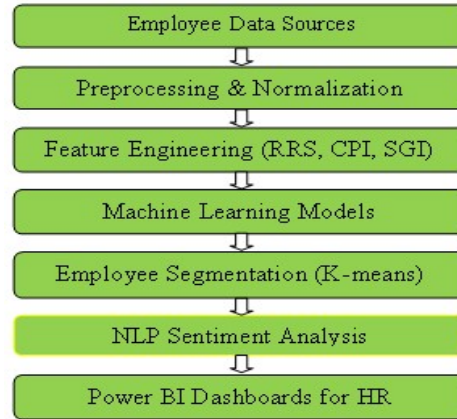 Employee Data Sources
Preprocessing & Normalization
Feature Engineering (RRS, CPI, SGI)
Machine Learning Models
Employee Segmentation (K-means)
NLP Sentiment Analysis
Power BI Dashboards for HR